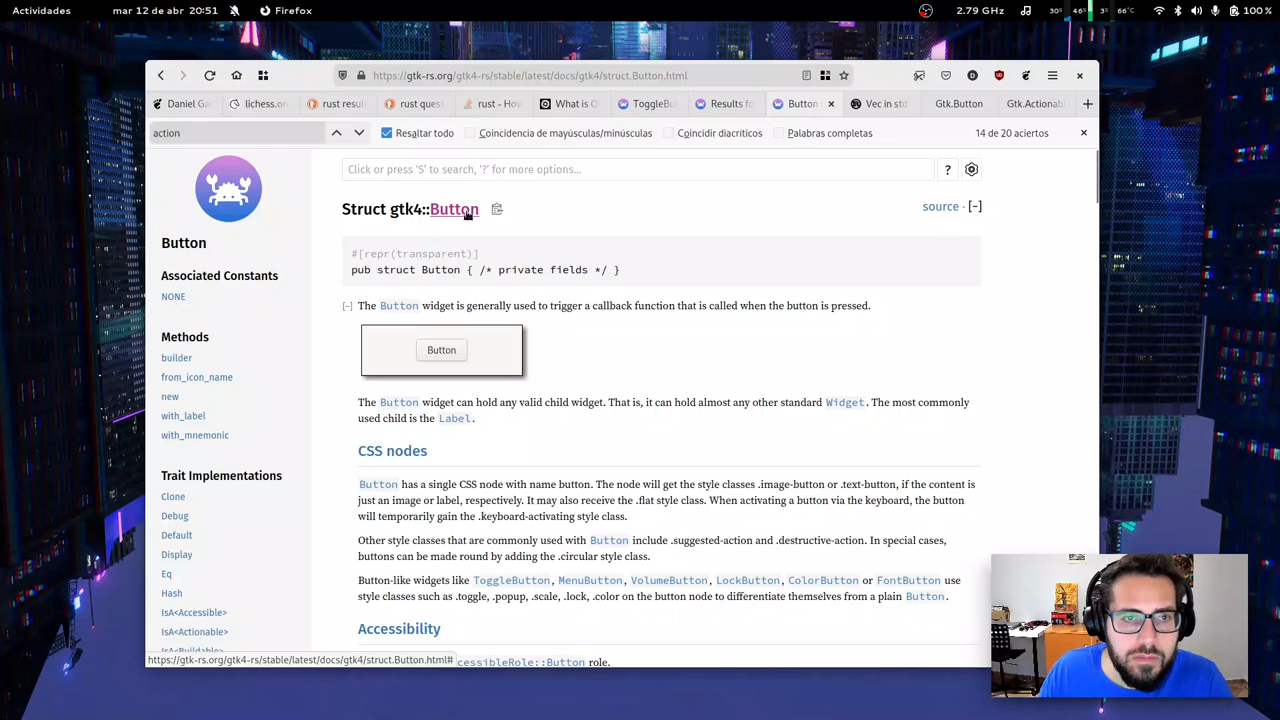 Actividades
mar 12 de abr 20:51
Firefox
2.79 GHz
30%
46%
3%
66°C
100 %
https://gtk-rs.org/gtk4-rs/stable/latest/docs/gtk4/struct.Button.html
Daniel Ga
lichess.or
rust resul
rust ques
rust - How
What is O
ToggleBu
Results fo
Button
Vec in std
Gtk.Button
Gtk.Actionab
action
Resaltar todo
Coincidencia de mayúsculas/minúsculas
Coincidir diacríticos
Palabras completas
14 de 20 aciertos
Click or press 'S' to search, '?' for more options...
?
Struct gtk4::Button
source · [-]
#[repr(transparent)]
pub struct Button { /* private fields */ }
Button
Associated Constants
NONE
Methods
builder
from_icon_name
new
with_label
with_mnemonic
Trait Implementations
Clone
Debug
Default
Display
Eq
Hash
IsA<Accessible>
IsA<Actionable>
IsA<Buildable>
[-] The Button widget is generally used to trigger a callback function that is called when the button is pressed.
Button
The Button widget can hold any valid child widget. That is, it can hold almost any other standard Widget. The most commonly
used child is the Label.
CSS nodes
Button has a single CSS node with name button. The node will get the style classes .image-button or .text-button, if the content is
just an image or label, respectively. It may also receive the .flat style class. When activating a button via the keyboard, the button
will temporarily gain the .keyboard-activating style class.
Other style classes that are commonly used with Button include .suggested-action and .destructive-action. In special cases,
buttons can be made round by adding the .circular style class.
Button-like widgets like ToggleButton, MenuButton, VolumeButton, LockButton, ColorButton or FontButton use
style classes such as .toggle, .popup, .scale, .lock, .color on the button node to differentiate themselves from a plain Button.
Accessibility
cessibleRole::Button role.
https://gtk-rs.org/gtk4-rs/stable/latest/docs/gtk4/struct.Button.html#